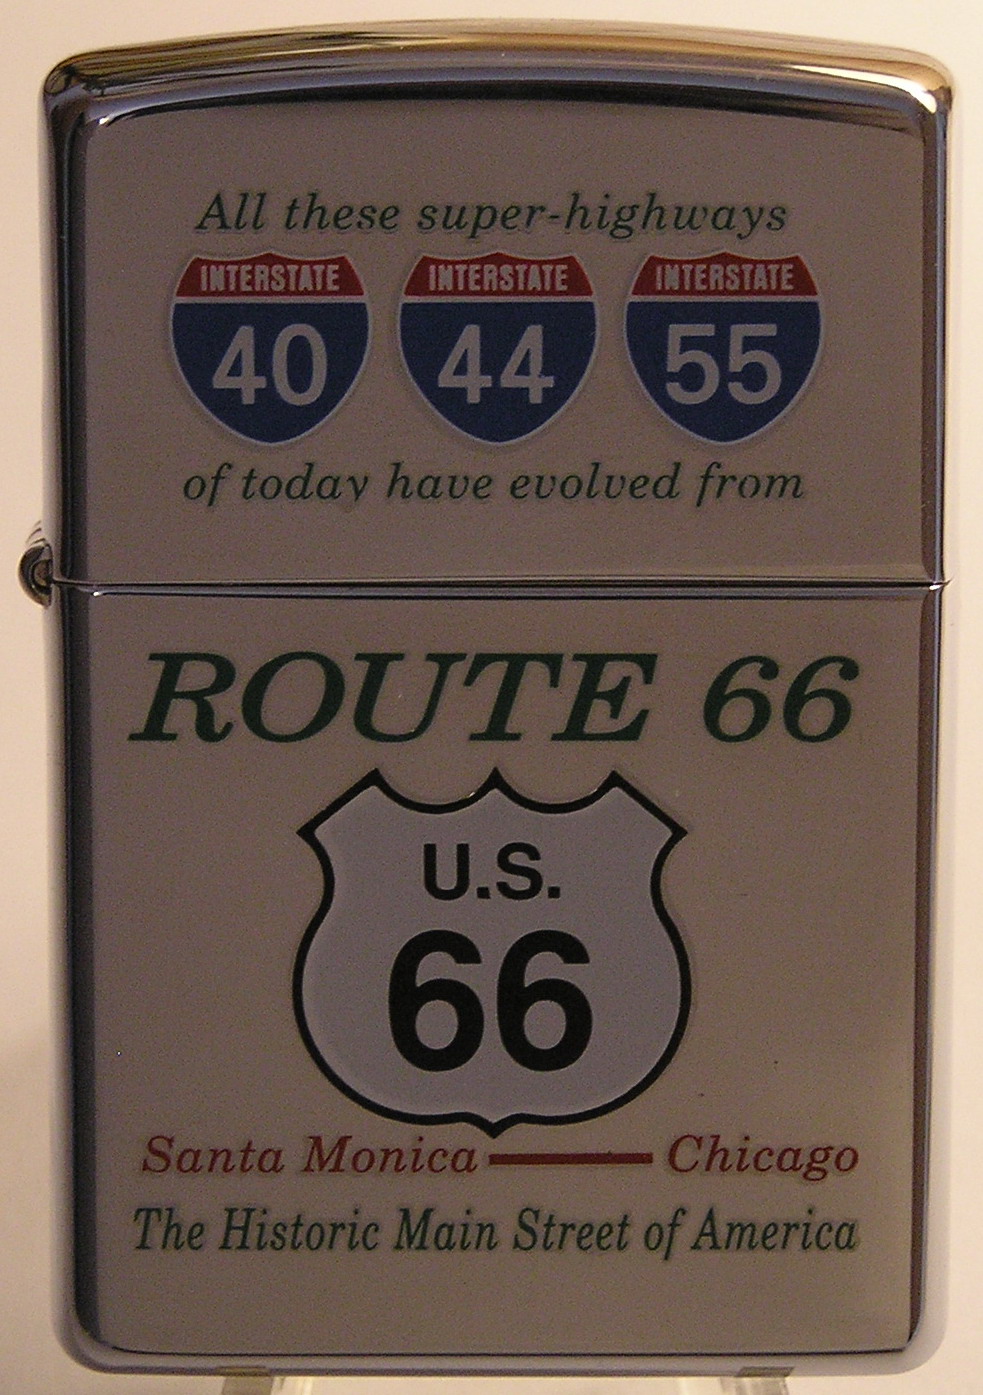 All these super-highways
INTERSTATE INTERSTATE INTERSTATE
40 44 55
of today have evolved from
ROUTE 66
U.S.
66
Santa Monica — Chicago
The Historic Main Street of America